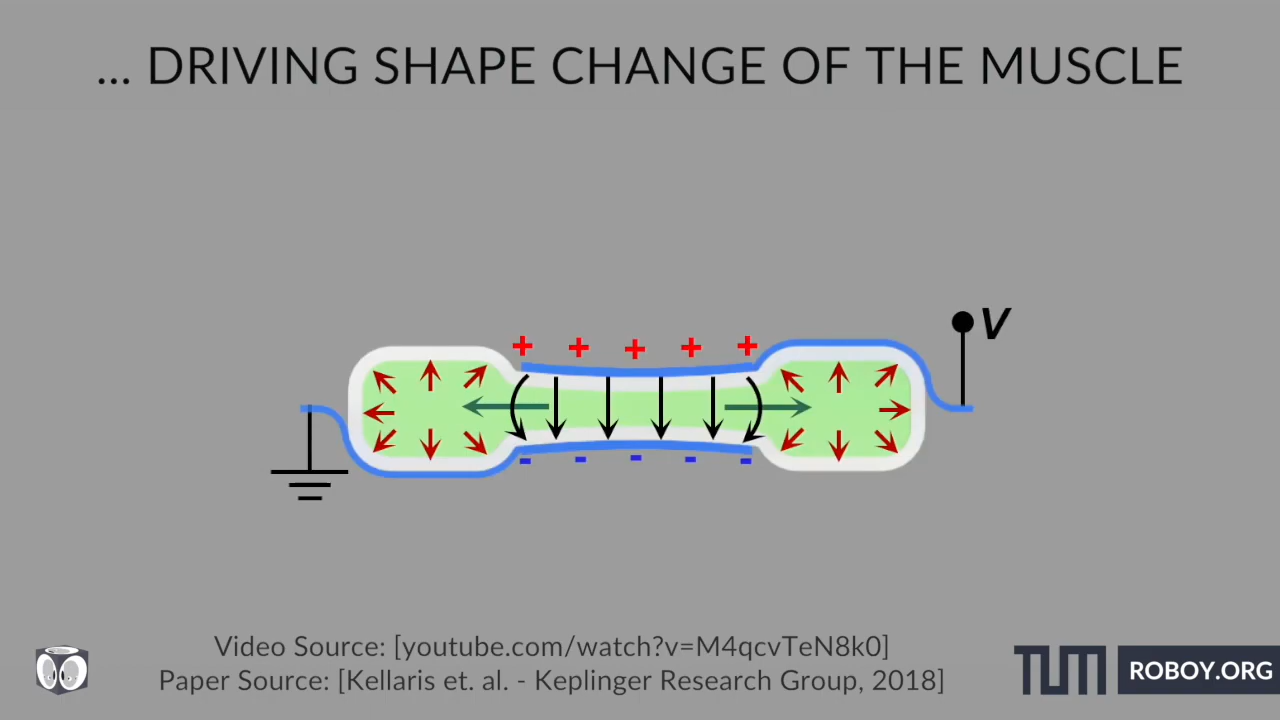 ... DRIVING SHAPE CHANGE OF THE MUSCLE
V
+ + + + +
- - - - -
Video Source: [youtube.com/watch?v=M4qcvTeN8k0]
Paper Source: [Kellaris et. al. - Keplinger Research Group, 2018]
TUM
ROBOY.ORG